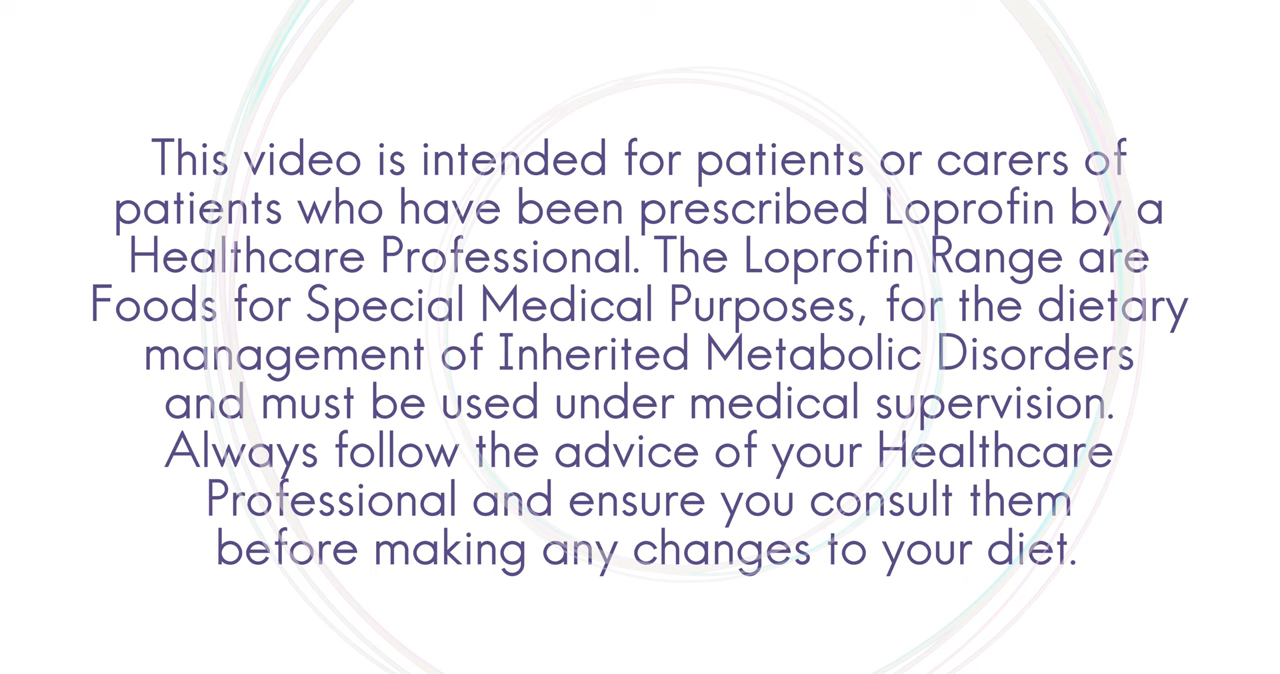 This video is intended for patients or carers of
patients who have been prescribed Loprofin by a
Healthcare Professional. The Loprofin Range are
Foods for Special Medical Purposes, for the dietary
management of Inherited Metabolic Disorders
and must be used under medical supervision.
Always follow the advice of your Healthcare
Professional and ensure you consult them
before making any changes to your diet.